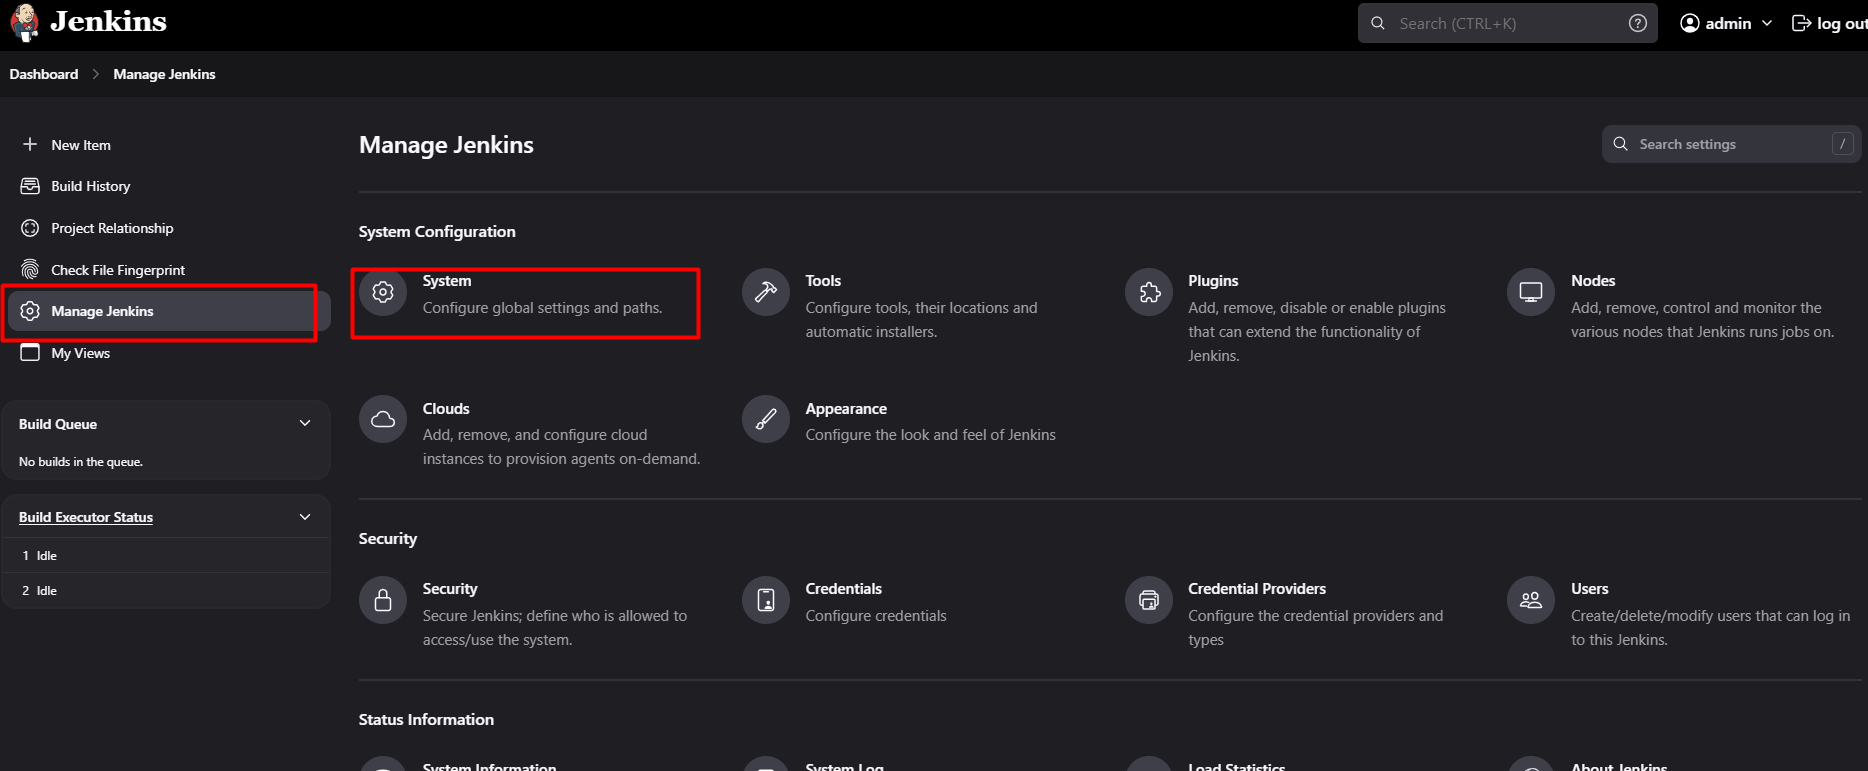 Jenkins
Search (CTRL+K)
admin
log out
Dashboard
Manage Jenkins
New Item
Build History
Project Relationship
Check File Fingerprint
Manage Jenkins
My Views
Build Queue
No builds in the queue.
Build Executor Status
1 Idle
2 Idle
Manage Jenkins
Search settings /
System Configuration
System
Configure global settings and paths.
Tools
Configure tools, their locations and
automatic installers.
Plugins
Add, remove, disable or enable plugins
that can extend the functionality of
Jenkins.
Nodes
Add, remove, control and monitor the
various nodes that Jenkins runs jobs on.
Clouds
Add, remove, and configure cloud
instances to provision agents on-demand.
Appearance
Configure the look and feel of Jenkins
Security
Security
Secure Jenkins; define who is allowed to
access/use the system.
Credentials
Configure credentials
Credential Providers
Configure the credential providers and
types
Users
Create/delete/modify users that can log in
to this Jenkins.
Status Information
System Information
System Log
Load Statistics
About Jenkins